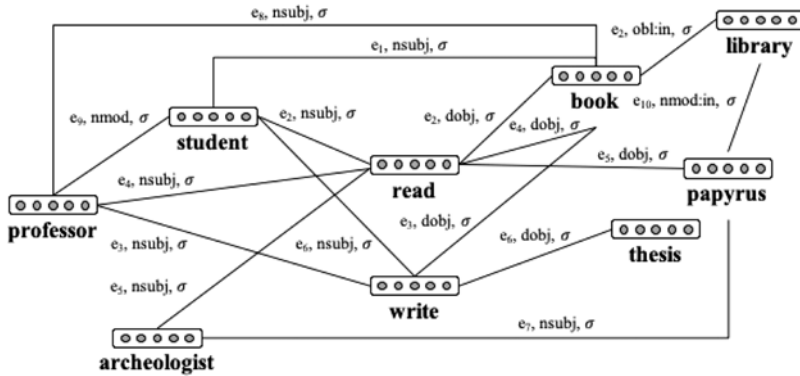 e₈, nsubj, σ
e₂, obl:in, σ
library
e₁, nsubj, σ
book
e₁₀, nmod:in, σ
e₉, nmod, σ
student
e₂, nsubj, σ
e₂, dobj, σ
e₄, dobj, σ
e₅, dobj, σ
read
papyrus
e₄, nsubj, σ
professor
e₃, nsubj, σ
e₆, nsubj, σ
e₃, dobj, σ
e₆, dobj, σ
thesis
e₅, nsubj, σ
write
e₇, nsubj, σ
archeologist